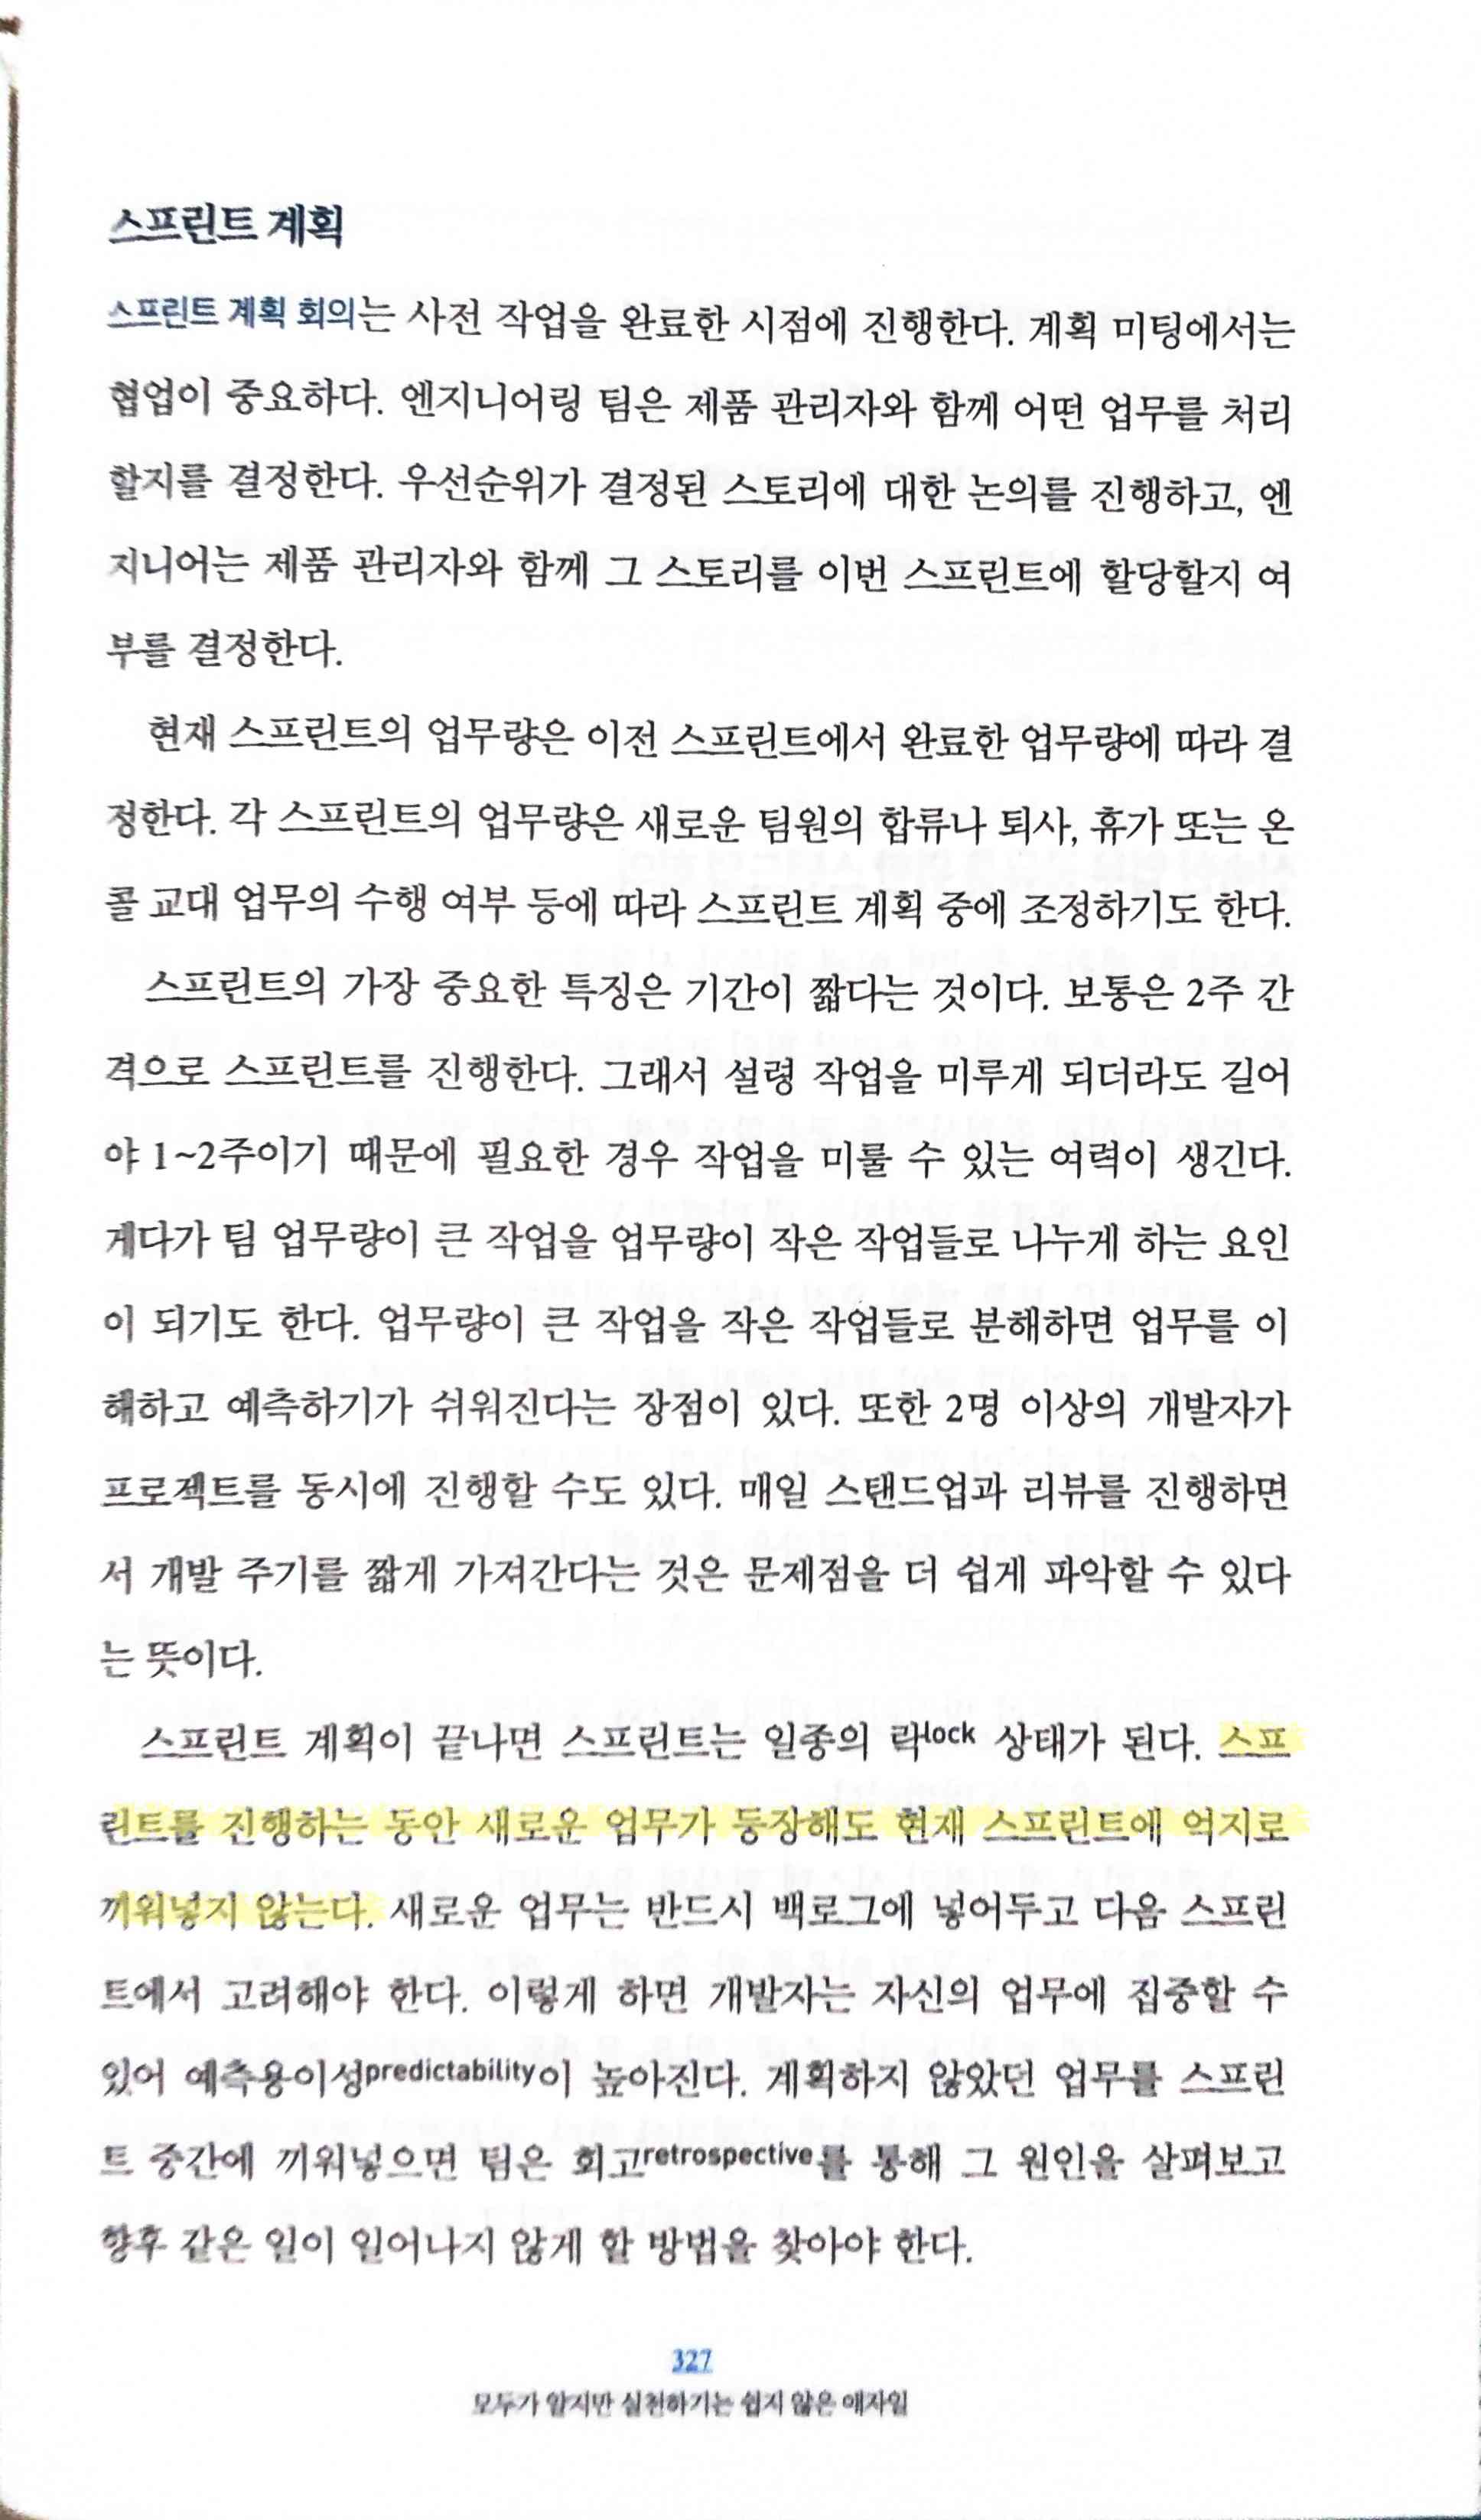 스프린트 계획
스프린트 계획 회의는 사전 작업을 완료한 시점에 진행한다. 계획 미팅에서는
협업이 중요하다. 엔지니어링 팀은 제품 관리자와 함께 어떤 업무를 처리
할지를 결정한다. 우선순위가 결정된 스토리에 대한 논의를 진행하고, 엔
지니어는 제품 관리자와 함께 그 스토리를 이번 스프린트에 할당할지 여
부를 결정한다.
현재 스프린트의 업무량은 이전 스프린트에서 완료한 업무량에 따라 결
정한다. 각 스프린트의 업무량은 새로운 팀원의 합류나 퇴사, 휴가 또는 온
콜 교대 업무의 수행 여부 등에 따라 스프린트 계획 중에 조정하기도 한다.
스프린트의 가장 중요한 특징은 기간이 짧다는 것이다. 보통은 2주 간
격으로 스프린트를 진행한다. 그래서 설령 작업을 미루게 되더라도 길어
야 1~2주이기 때문에 필요한 경우 작업을 미룰 수 있는 여력이 생긴다.
게다가 팀 업무량이 큰 작업을 업무량이 작은 작업들로 나누게 하는 요인
이 되기도 한다. 업무량이 큰 작업을 작은 작업들로 분해하면 업무를 이
해하고 예측하기가 쉬워진다는 장점이 있다. 또한 2명 이상의 개발자가
프로젝트를 동시에 진행할 수도 있다. 매일 스탠드업과 리뷰를 진행하면
서 개발 주기를 짧게 가져간다는 것은 문제점을 더 쉽게 파악할 수 있다
는 뜻이다.
스프린트 계획이 끝나면 스프린트는 일종의 락lock 상태가 된다. 스프
린트를 진행하는 동안 새로운 업무가 등장해도 현재 스프린트에 억지로
끼워넣지 않는다. 새로운 업무는 반드시 백로그에 넣어두고 다음 스프린
트에서 고려해야 한다. 이렇게 하면 개발자는 자신의 업무에 집중할 수
있어 예측용이성predictability이 높아진다. 계획하지 않았던 업무를 스프린
트 중간에 끼워넣으면 팀은 회고retrospective를 통해 그 원인을 살펴보고
향후 같은 일이 일어나지 않게 할 방법을 찾아야 한다.
327
모두가 알지만 실천하기는 쉽지 않은 애자일